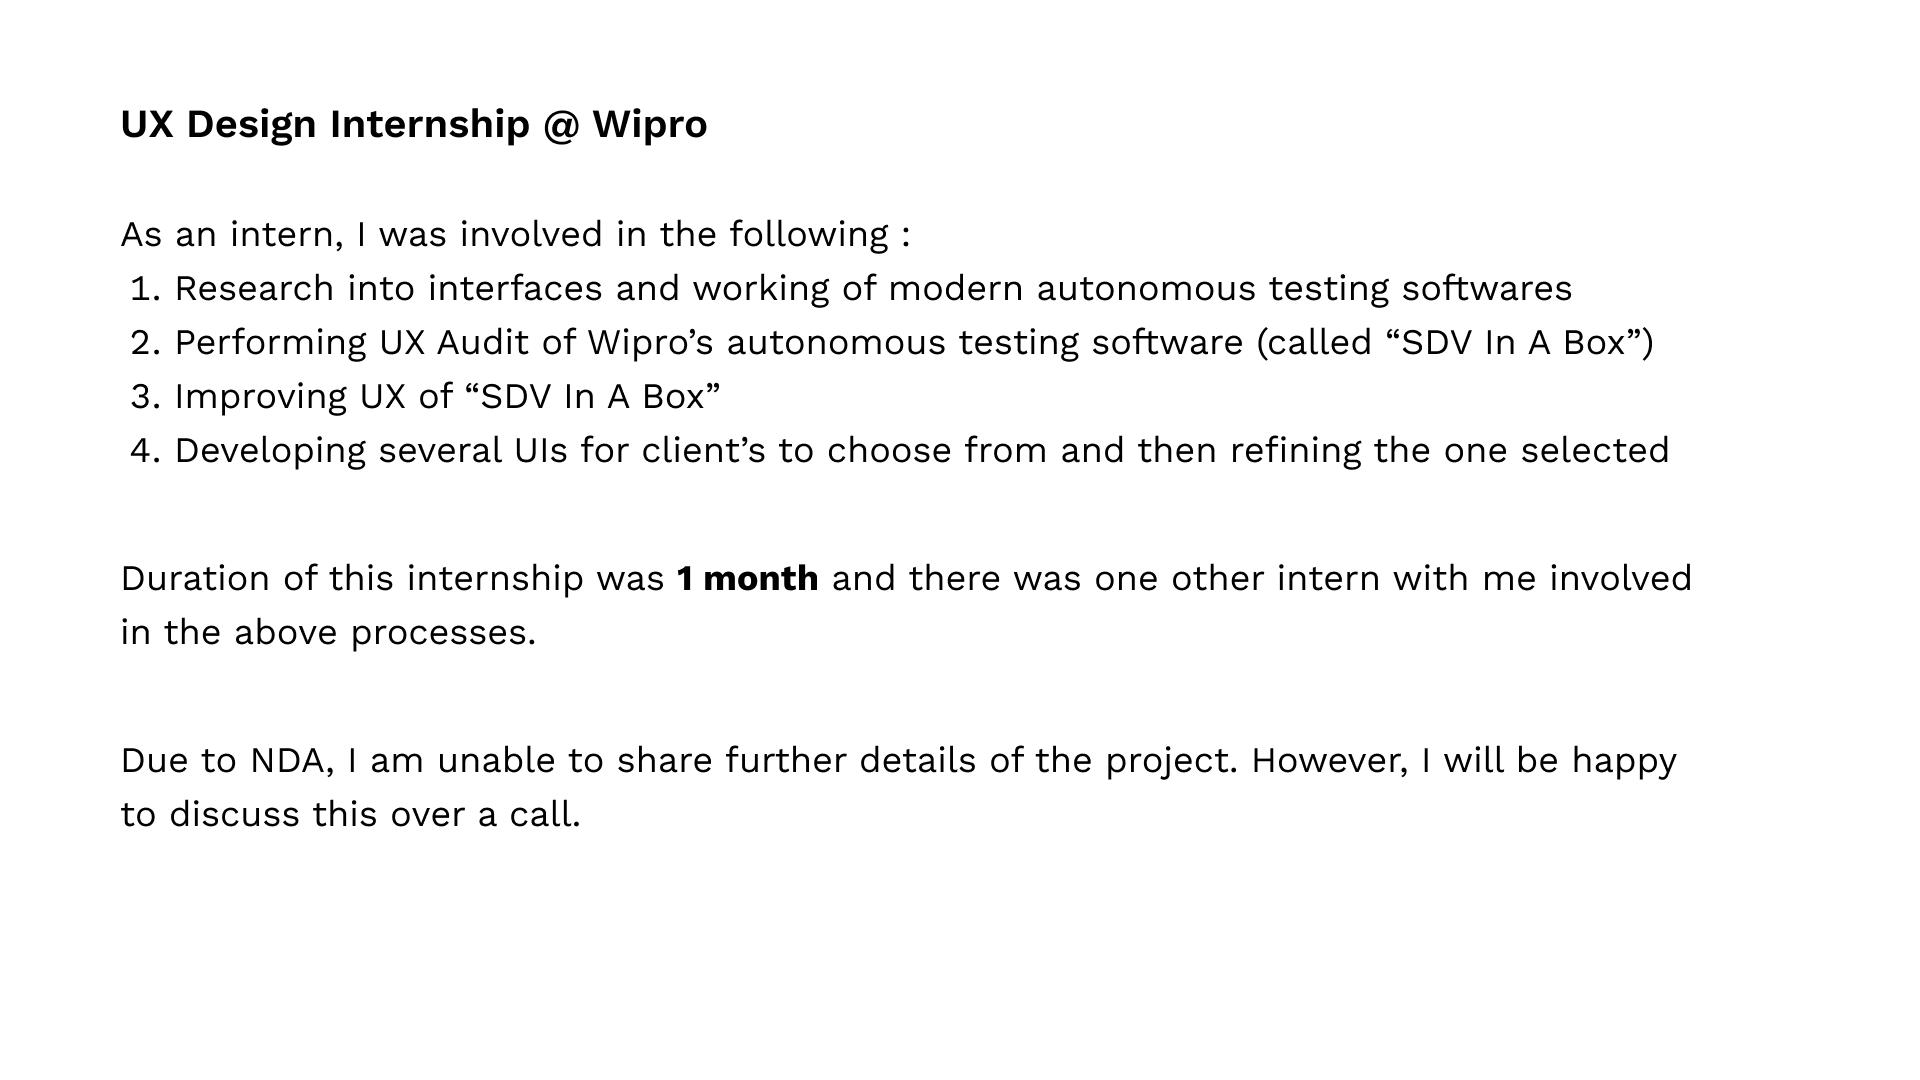 UX Design Internship @ Wipro
As an intern, I was involved in the following :
1. Research into interfaces and working of modern autonomous testing softwares
2. Performing UX Audit of Wipro’s autonomous testing software (called “SDV In A Box”)
3. Improving UX of “SDV In A Box”
4. Developing several UIs for client’s to choose from and then refining the one selected
Duration of this internship was 1 month and there was one other intern with me involved
in the above processes.
Due to NDA, I am unable to share further details of the project. However, I will be happy
to discuss this over a call.